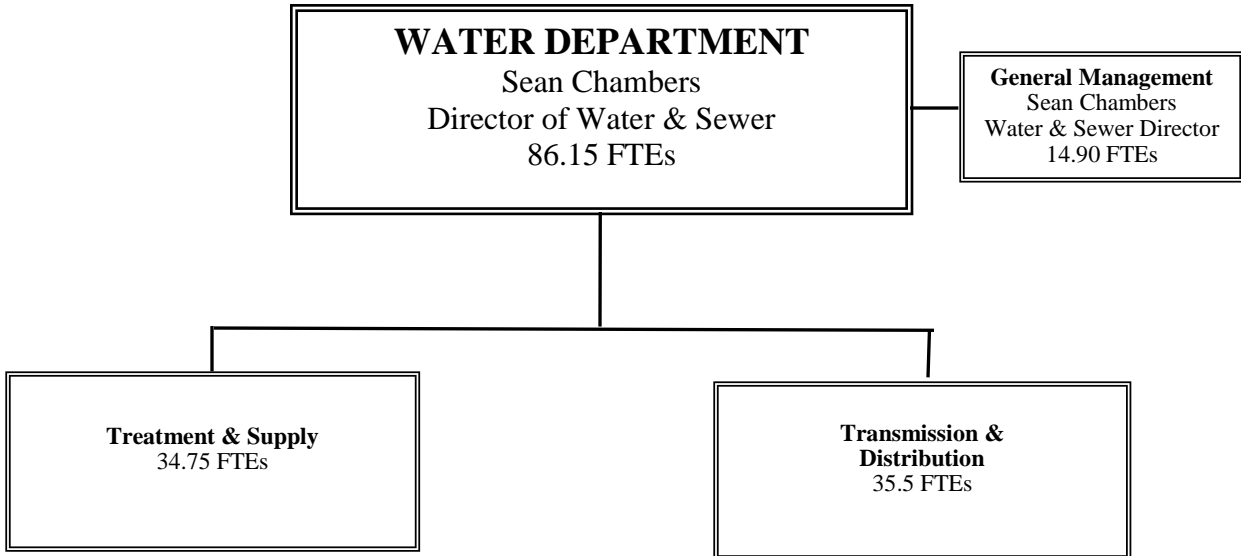 WATER DEPARTMENT
Sean Chambers
Director of Water & Sewer
86.15 FTEs
General Management
Sean Chambers
Water & Sewer Director
14.90 FTEs
Treatment & Supply
34.75 FTEs
Transmission &
Distribution
35.5 FTEs